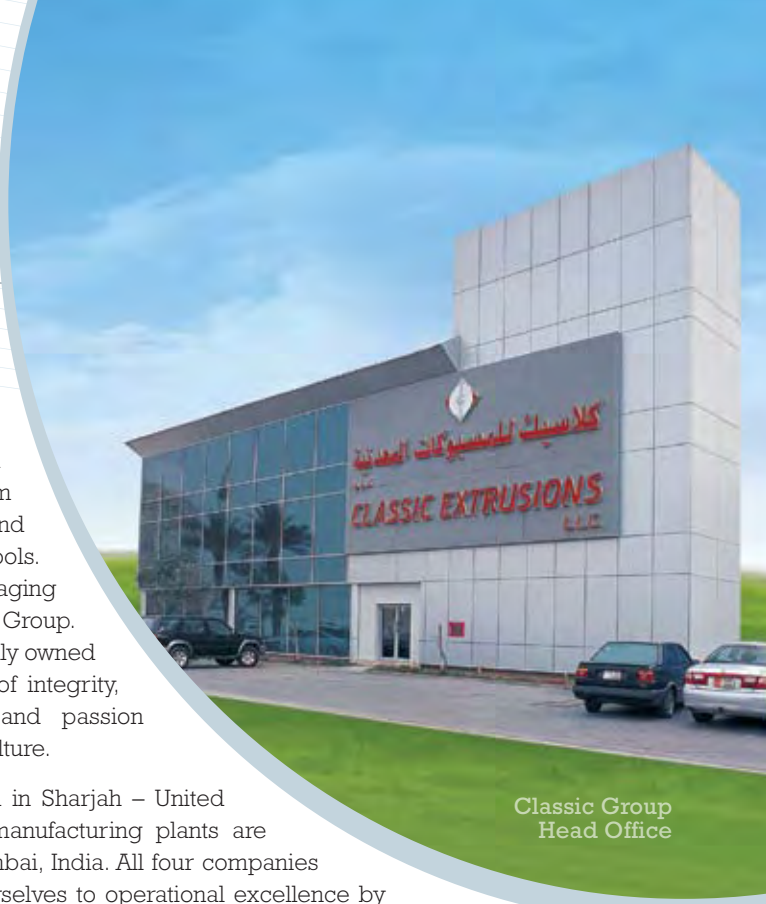 كلاسيك للمسبوكات المعدنية
CLASSIC EXTRUSIONS
L.L.C.
nd
ools.
aging
Group.
ly owned
of integrity,
and passion
lture.
in Sharjah – United
manufacturing plants are
nbai, India. All four companies
rselves to operational excellence by
Classic Group
Head Office